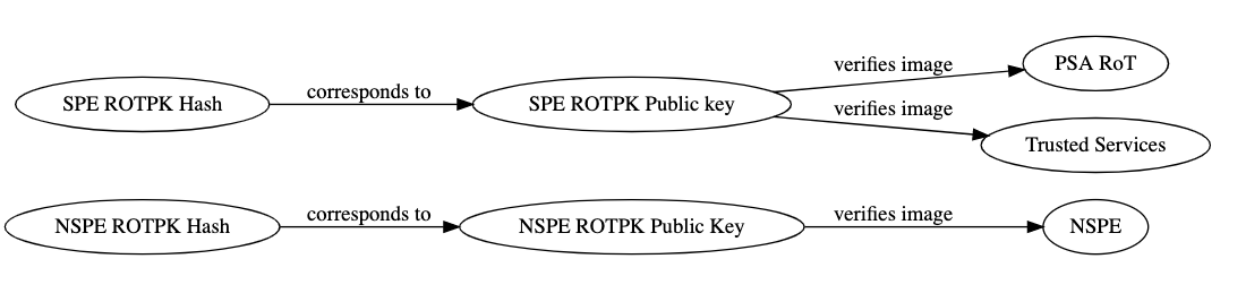 SPE ROTPK Hash
corresponds to
SPE ROTPK Public key
verifies image
PSA RoT
verifies image
Trusted Services
NSPE ROTPK Hash
corresponds to
NSPE ROTPK Public Key
verifies image
NSPE